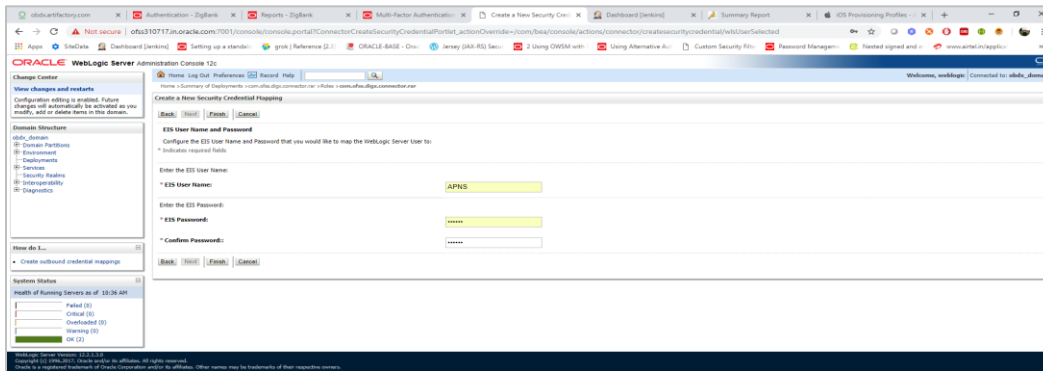 obdx.artifactory.com
Authentication - ZigBank
Reports - ZigBank
Multi-Factor Authentication
Create a New Security Cred
Dashboard [Jenkins]
Summary Report
iOS Provisioning Profiles -
Not secure | ofss310717.in.oracle.com:7001/console/console.portal?ConnectorCreateSecurityCredentialPortlet_actionOverride=/com/bea/console/actions/connector/createsecuritycredential/wlsUserSelected
Apps
SiteData
Dashboard [Jenkins]
Setting up a standalo
grok | Reference [2.
ORACLE-BASE - Orac
Jersey (JAX-RS) Secu
2 Using OWSM with
Using Alternative Au
Custom Security Filt
Password Managem
Nested signed and e
www.airtel.in/applic
ORACLE WebLogic Server Administration Console 12c
Change Center
View changes and restarts
Configuration editing is enabled. Future
changes will automatically be activated as you
modify, add or delete items in this domain.
Domain Structure
obdx_domain
Domain Partitions
Environment
Deployments
Services
Security Realms
Interoperability
Diagnostics
How do I...
Create outbound credential mappings
System Status
Health of Running Servers as of 10:36 AM
Failed (0)
Critical (0)
Overloaded (0)
Warning (0)
OK (2)
Home Log Out Preferences Record Help
Welcome, weblogic Connected to: obdx_dom
Home >Summary of Deployments >com.ofss.digx.connector.rar >Roles >com.ofss.digx.connector.rar
Create a New Security Credential Mapping
Back Next Finish Cancel
EIS User Name and Password
Configure the EIS User Name and Password that you would like to map the WebLogic Server User to:
* Indicates required fields
Enter the EIS User Name:
* EIS User Name: APNS
Enter the EIS Password:
* EIS Password: ••••••
* Confirm Password:: ••••••
Back Next Finish Cancel
WebLogic Server Version: 12.2.1.3.0
Copyright (c) 1996,2017, Oracle and/or its affiliates. All rights reserved.
Oracle is a registered trademark of Oracle Corporation and/or its affiliates. Other names may be trademarks of their respective owners.